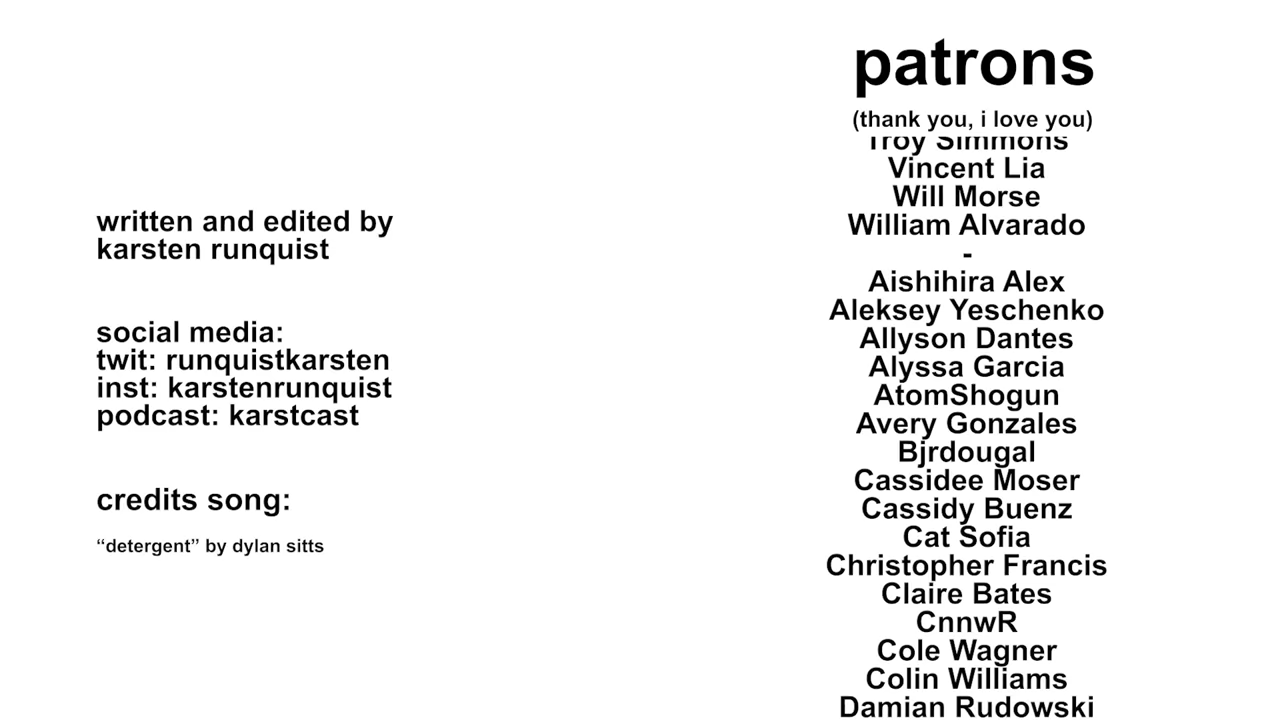 written and edited by
karsten runquist
social media:
twit: runquistkarsten
inst: karstenrunquist
podcast: karstcast
credits song:
“detergent” by dylan sitts
patrons
(thank you, i love you)
Troy Simmons
Vincent Lia
Will Morse
William Alvarado
-
Aishihira Alex
Aleksey Yeschenko
Allyson Dantes
Alyssa Garcia
AtomShogun
Avery Gonzales
Bjrdougal
Cassidee Moser
Cassidy Buenz
Cat Sofia
Christopher Francis
Claire Bates
CnnwR
Cole Wagner
Colin Williams
Damian Rudowski